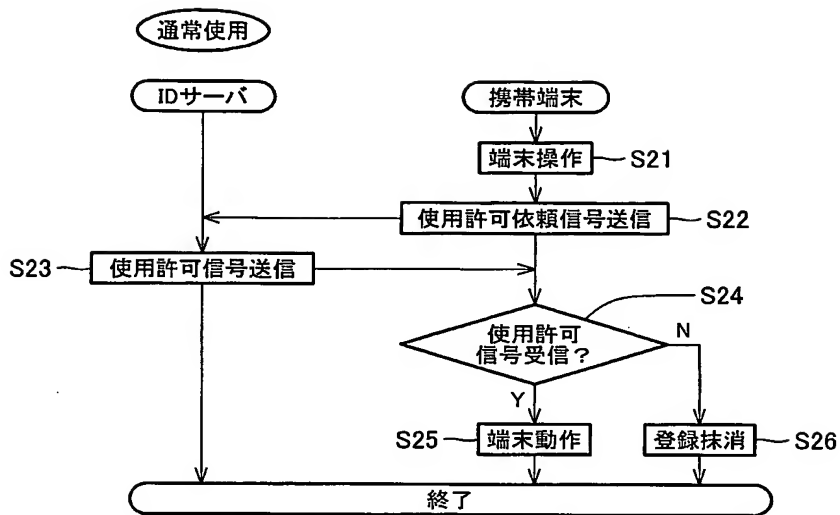 通常使用
IDサーバ
携帯端末
端末操作 S21
使用許可依頼信号送信 S22
S23 使用許可信号送信
S24
使用許可
信号受信？
N
Y
S25 端末動作
登録抹消 S26
終了